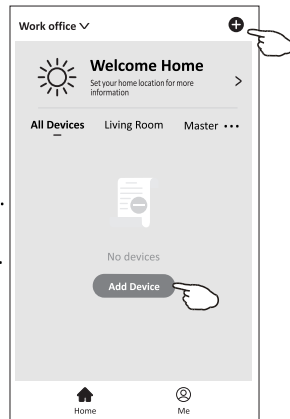 Work office
Welcome Home
Set your home location for more
information
All Devices Living Room Master
No devices
Add Device
Home Me